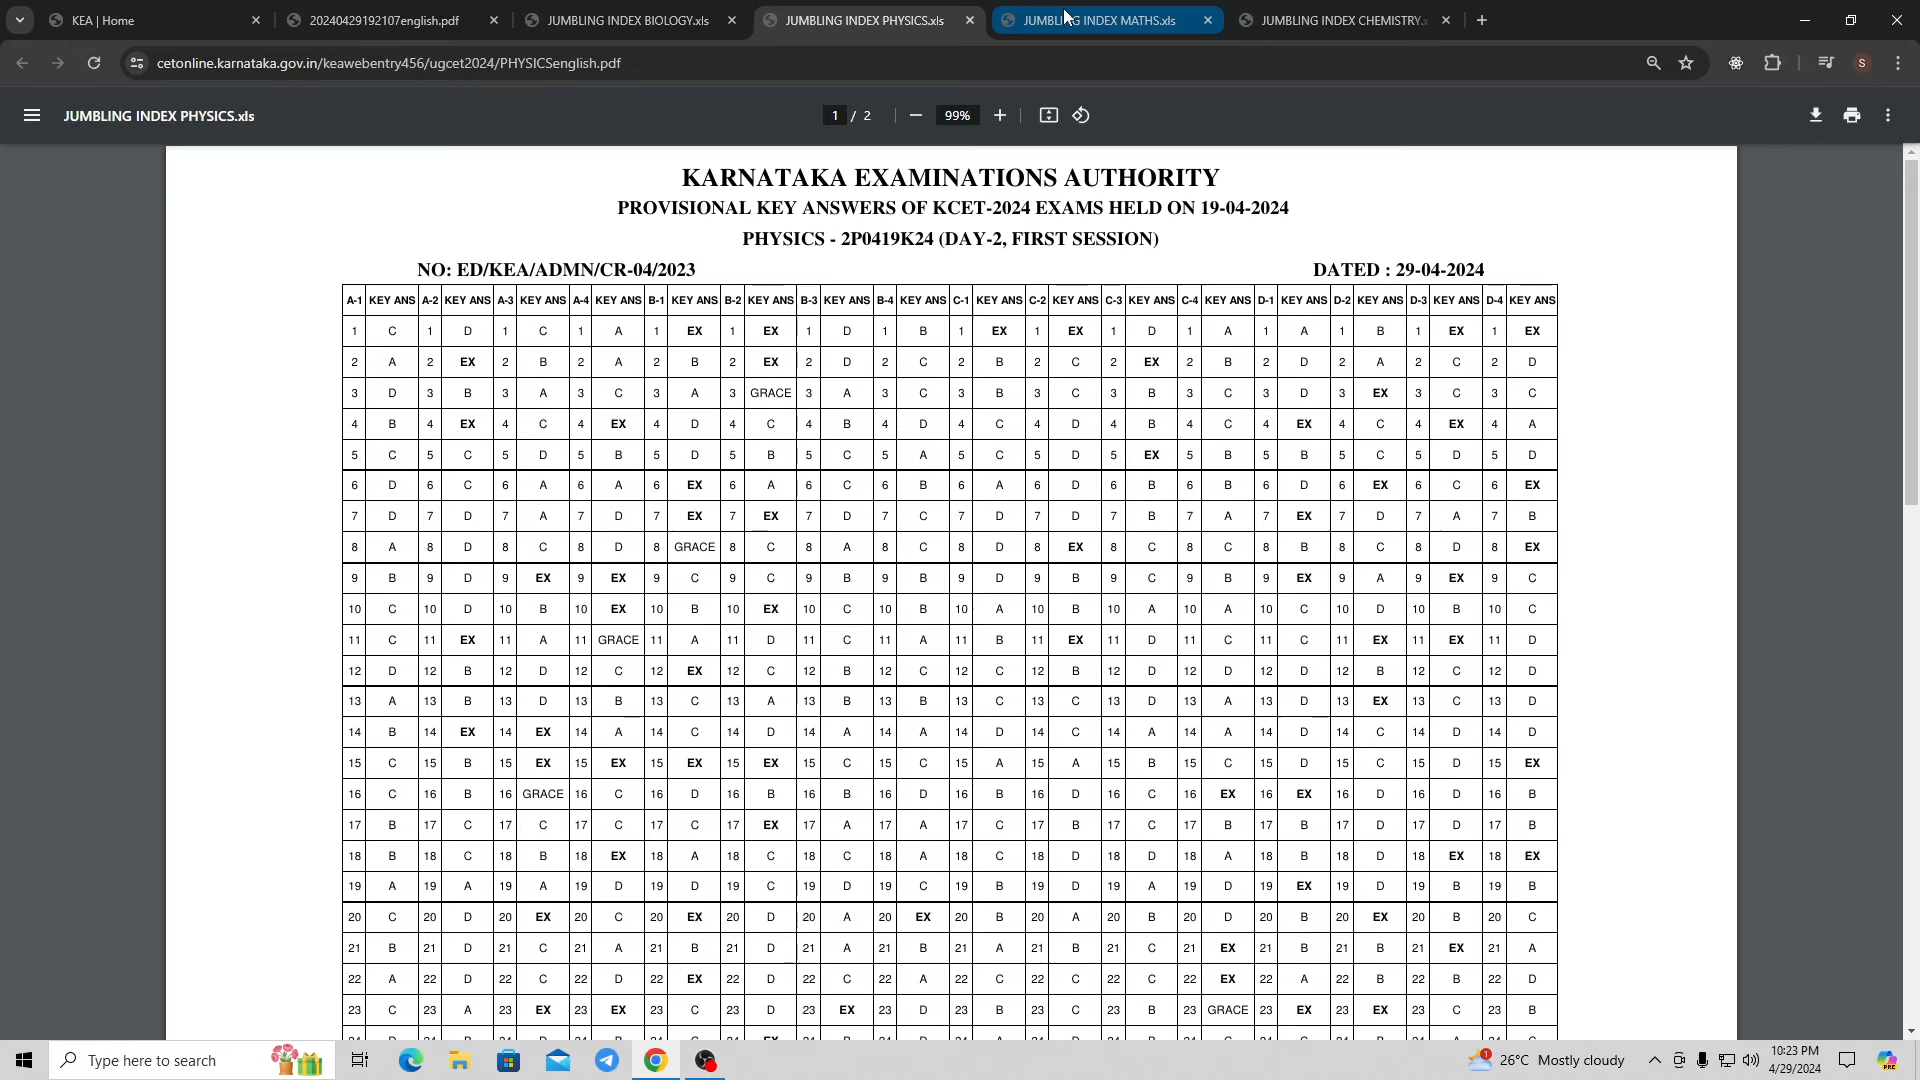 KEA | Home
20240429192107english.pdf
JUMBLING INDEX BIOLOGY.xls
JUMBLING INDEX PHYSICS.xls
JUMBLING INDEX MATHS.xls
JUMBLING INDEX CHEMISTRY.
cetonline.karnataka.gov.in/keawebentry456/ugcet2024/PHYSICSenglish.pdf
S
JUMBLING INDEX PHYSICS.xls
1 / 2
99%
KARNATAKA EXAMINATIONS AUTHORITY
PROVISIONAL KEY ANSWERS OF KCET-2024 EXAMS HELD ON 19-04-2024
PHYSICS - 2P0419K24 (DAY-2, FIRST SESSION)
NO: ED/KEA/ADMN/CR-04/2023 DATED : 29-04-2024
A-1 KEY ANS A-2 KEY ANS A-3 KEY ANS A-4 KEY ANS B-1 KEY ANS B-2 KEY ANS B-3 KEY ANS B-4 KEY ANS C-1 KEY ANS C-2 KEY ANS C-3 KEY ANS C-4 KEY ANS D-1 KEY ANS D-2 KEY ANS D-3 KEY ANS D-4 KEY ANS
1 C 1 D 1 C 1 A 1 EX 1 EX 1 D 1 B 1 EX 1 EX 1 D 1 A 1 A 1 B 1 EX 1 EX
2 A 2 EX 2 B 2 A 2 B 2 EX 2 D 2 C 2 B 2 C 2 EX 2 B 2 D 2 A 2 C 2 D
3 D 3 B 3 A 3 C 3 A 3 GRACE 3 A 3 C 3 B 3 C 3 B 3 C 3 D 3 EX 3 C 3 C
4 B 4 EX 4 C 4 EX 4 D 4 C 4 B 4 D 4 C 4 D 4 B 4 C 4 EX 4 C 4 EX 4 A
5 C 5 C 5 D 5 B 5 D 5 B 5 C 5 A 5 C 5 D 5 EX 5 B 5 B 5 C 5 D 5 D
6 D 6 C 6 A 6 A 6 EX 6 A 6 C 6 B 6 A 6 D 6 B 6 B 6 D 6 EX 6 C 6 EX
7 D 7 D 7 A 7 D 7 EX 7 EX 7 D 7 C 7 D 7 D 7 B 7 A 7 EX 7 D 7 A 7 B
8 A 8 D 8 C 8 D 8 GRACE 8 C 8 A 8 C 8 D 8 EX 8 C 8 C 8 B 8 C 8 D 8 EX
9 B 9 D 9 EX 9 EX 9 C 9 C 9 B 9 B 9 D 9 B 9 C 9 B 9 EX 9 A 9 EX 9 C
10 C 10 D 10 B 10 EX 10 B 10 EX 10 C 10 B 10 A 10 B 10 A 10 A 10 C 10 D 10 B 10 C
11 C 11 EX 11 A 11 GRACE 11 A 11 D 11 C 11 A 11 B 11 EX 11 D 11 C 11 C 11 EX 11 EX 11 D
12 D 12 B 12 D 12 C 12 EX 12 C 12 B 12 C 12 C 12 B 12 D 12 D 12 D 12 B 12 C 12 D
13 A 13 B 13 D 13 B 13 C 13 A 13 B 13 B 13 C 13 C 13 D 13 A 13 D 13 EX 13 C 13 D
14 B 14 EX 14 EX 14 A 14 C 14 D 14 A 14 A 14 D 14 C 14 A 14 A 14 D 14 C 14 D 14 D
15 C 15 B 15 EX 15 EX 15 EX 15 EX 15 C 15 C 15 A 15 A 15 B 15 C 15 D 15 C 15 D 15 EX
16 C 16 B 16 GRACE 16 C 16 D 16 B 16 B 16 D 16 B 16 D 16 C 16 EX 16 EX 16 D 16 D 16 B
17 B 17 C 17 C 17 C 17 C 17 EX 17 A 17 A 17 C 17 B 17 C 17 B 17 B 17 D 17 D 17 B
18 B 18 C 18 B 18 EX 18 A 18 C 18 C 18 A 18 C 18 D 18 D 18 A 18 B 18 D 18 EX 18 EX
19 A 19 A 19 A 19 D 19 D 19 C 19 D 19 C 19 B 19 D 19 A 19 D 19 EX 19 D 19 B 19 B
20 C 20 D 20 EX 20 C 20 EX 20 D 20 A 20 EX 20 B 20 A 20 B 20 D 20 B 20 EX 20 B 20 C
21 B 21 D 21 C 21 A 21 B 21 D 21 A 21 B 21 A 21 B 21 C 21 EX 21 B 21 B 21 EX 21 A
22 A 22 D 22 C 22 D 22 EX 22 D 22 C 22 A 22 C 22 C 22 C 22 EX 22 A 22 B 22 B 22 D
23 C 23 A 23 EX 23 EX 23 C 23 D 23 EX 23 D 23 B 23 C 23 B 23 GRACE 23 EX 23 EX 23 C 23 B
Type here to search
1
26°C Mostly cloudy
10:23 PM
4/29/2024
PRE